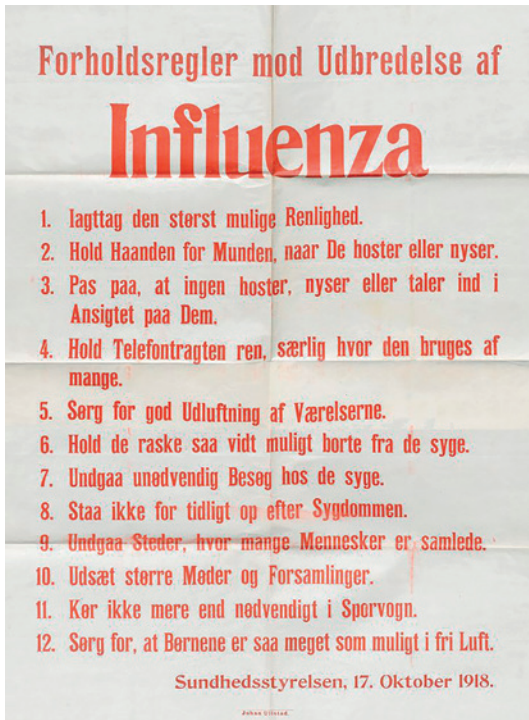 Forholdsregler mod Udbredelse af
Influenza
1. Iagttag den størst mulige Renlighed.
2. Hold Haanden for Munden, naar De hoster eller nyser.
3. Pas paa, at ingen hoster, nyser eller taler ind i
Ansigtet paa Dem.
4. Hold Telefontragten ren, særlig hvor den bruges af
mange.
5. Sørg for god Udluftning af Værelserne.
6. Hold de raske saa vidt muligt borte fra de syge.
7. Undgaa unødvendig Besøg hos de syge.
8. Staa ikke for tidligt op efter Sygdommen.
9. Undgaa Steder, hvor mange Mennesker er samlede.
10. Udsæt større Møder og Forsamlinger.
11. Kør ikke mere end nødvendigt i Sporvogn.
12. Sørg for, at Børnene er saa meget som muligt i fri Luft.
Sundhedsstyrelsen, 17. Oktober 1918.